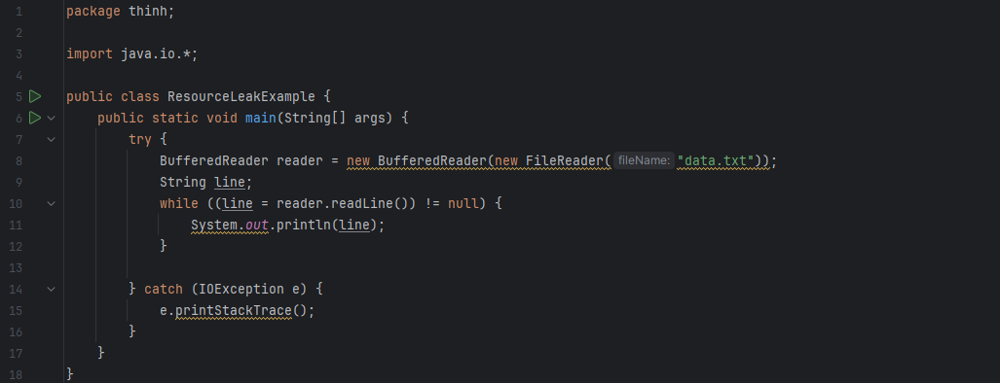 1 package thinh;
2
3 import java.io.*;
4
5 public class ResourceLeakExample {
6     public static void main(String[] args) {
7         try {
8             BufferedReader reader = new BufferedReader(new FileReader( fileName: "data.txt"));
9             String line;
10             while ((line = reader.readLine()) != null) {
11                 System.out.println(line);
12             }
13
14         } catch (IOException e) {
15             e.printStackTrace();
16         }
17     }
18 }